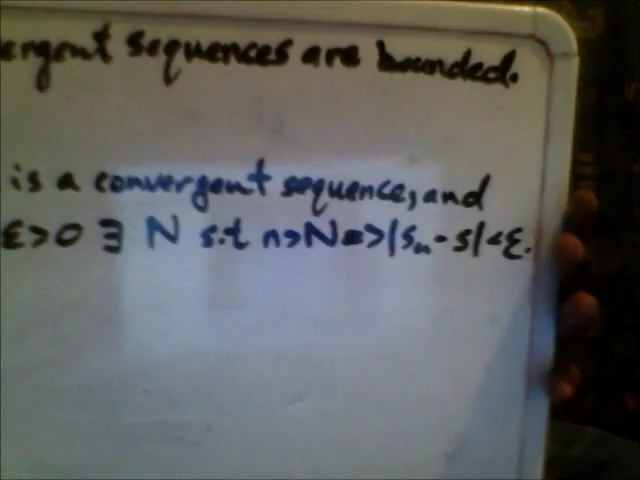 ergent sequences are bounded.
is a convergent sequence, and
ε>0 ∃ N s.t n>N=>|sₙ-s|<ε.